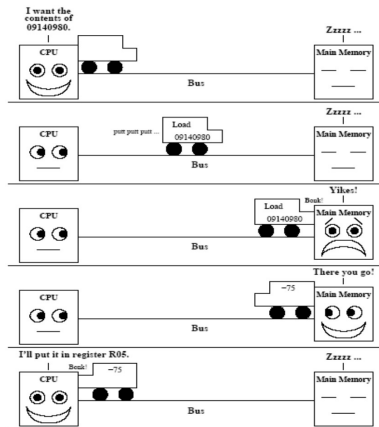 I want the
contents of
09140980.
CPU
Zzzzz ...
Main Memory
Bus
CPU
putt putt putt ...
Load
09140980
Zzzzz ...
Main Memory
Bus
CPU
Load
09140980
Bonk!
Yikes!
Main Memory
Bus
CPU
−75
There you go!
Main Memory
Bus
I'll put it in register R05.
CPU
Bonk!
−75
Zzzzz ...
Main Memory
Bus